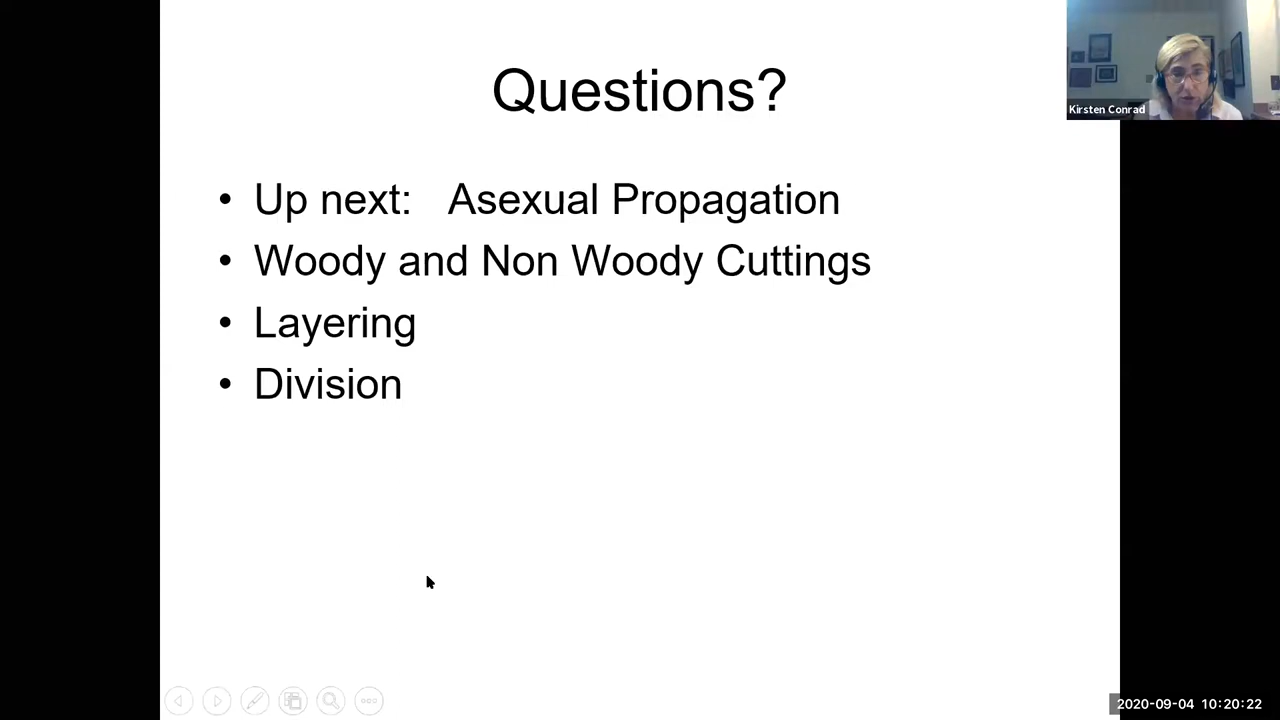 Questions?
Kirsten Conrad
• Up next: Asexual Propagation
• Woody and Non Woody Cuttings
• Layering
• Division
2020-09-04 10:20:22